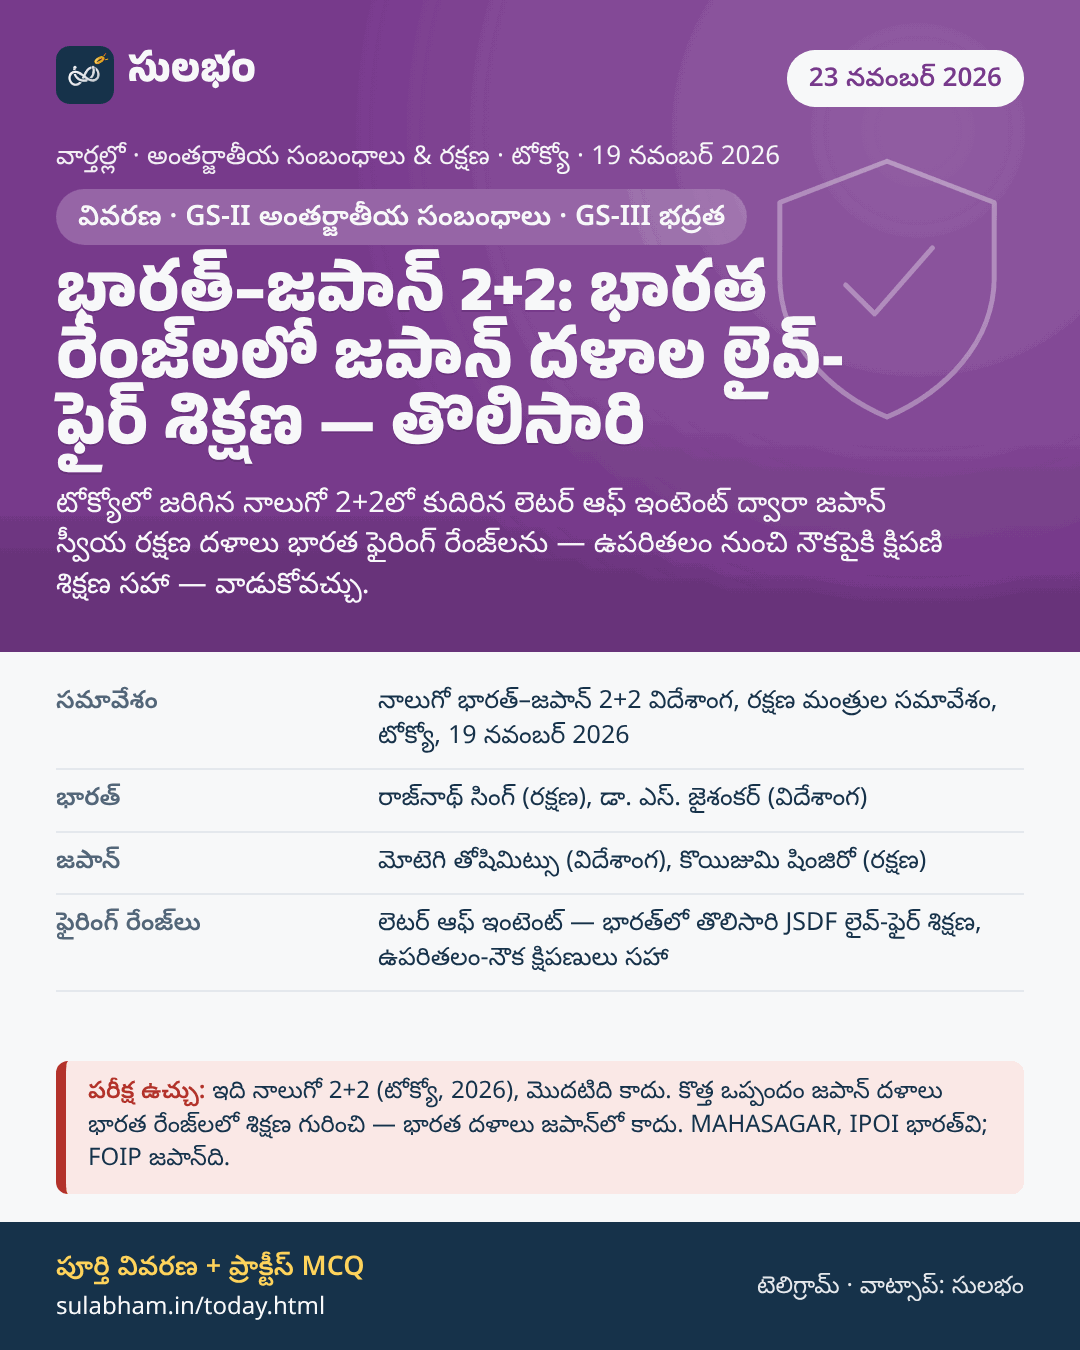 సులభం
23 నవంబర్ 2026
వార్తల్లో · అంతర్జాతీయ సంబంధాలు & రక్షణ · టోక్యో · 19 నవంబర్ 2026
వివరణ · GS-II అంతర్జాతీయ సంబంధాలు · GS-III భద్రత
భారత్–జపాన్ 2+2: భారత
రేంజ్‌లలో జపాన్ దళాల లైవ్-
ఫైర్ శిక్షణ — తొలిసారి
టోక్యోలో జరిగిన నాలుగో 2+2లో కుదిరిన లెటర్ ఆఫ్ ఇంటెంట్ ద్వారా జపాన్
స్వీయ రక్షణ దళాలు భారత ఫైరింగ్ రేంజ్‌లను — ఉపరితలం నుంచి నౌకపైకి క్షిపణి
శిక్షణ సహా — వాడుకోవచ్చు.
సమావేశం
నాలుగో భారత్–జపాన్ 2+2 విదేశాంగ, రక్షణ మంత్రుల సమావేశం,
టోక్యో, 19 నవంబర్ 2026
భారత్
రాజ్‌నాథ్ సింగ్ (రక్షణ), డా. ఎస్. జైశంకర్ (విదేశాంగ)
జపాన్
మోటెగి తోషిమిట్సు (విదేశాంగ), కొయిజుమి షింజిరో (రక్షణ)
ఫైరింగ్ రేంజ్‌లు
లెటర్ ఆఫ్ ఇంటెంట్ — భారత్‌లో తొలిసారి JSDF లైవ్-ఫైర్ శిక్షణ,
ఉపరితలం-నౌక క్షిపణులు సహా
పరీక్ష ఉచ్చు: ఇది నాలుగో 2+2 (టోక్యో, 2026), మొదటిది కాదు. కొత్త ఒప్పందం జపాన్ దళాలు
భారత రేంజ్‌లలో శిక్షణ గురించి — భారత దళాలు జపాన్‌లో కాదు. MAHASAGAR, IPOI భారత్‌వి;
FOIP జపాన్‌ది.
పూర్తి వివరణ + ప్రాక్టీస్ MCQ
sulabham.in/today.html
టెలిగ్రామ్ · వాట్సాప్: సులభం